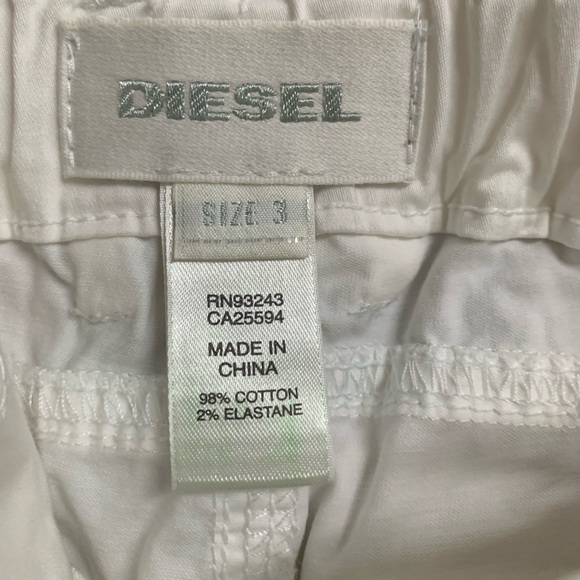 DIESEL
SIZE 3
RN93243
CA25594
MADE IN
CHINA
98% COTTON
2% ELASTANE